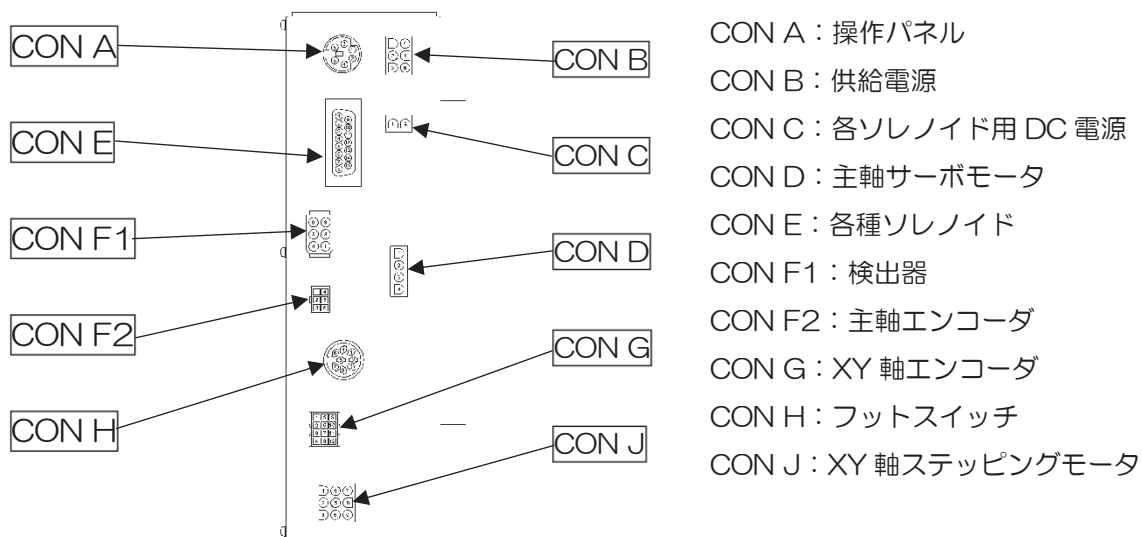 CON A
CON B
CON E
CON C
CON F1
CON D
CON F2
CON G
CON H
CON J
CON A：操作パネル
CON B：供給電源
CON C：各ソレノイド用 DC 電源
CON D：主軸サーボモータ
CON E：各種ソレノイド
CON F1：検出器
CON F2：主軸エンコーダ
CON G：XY 軸エンコーダ
CON H：フットスイッチ
CON J：XY 軸ステッピングモータ